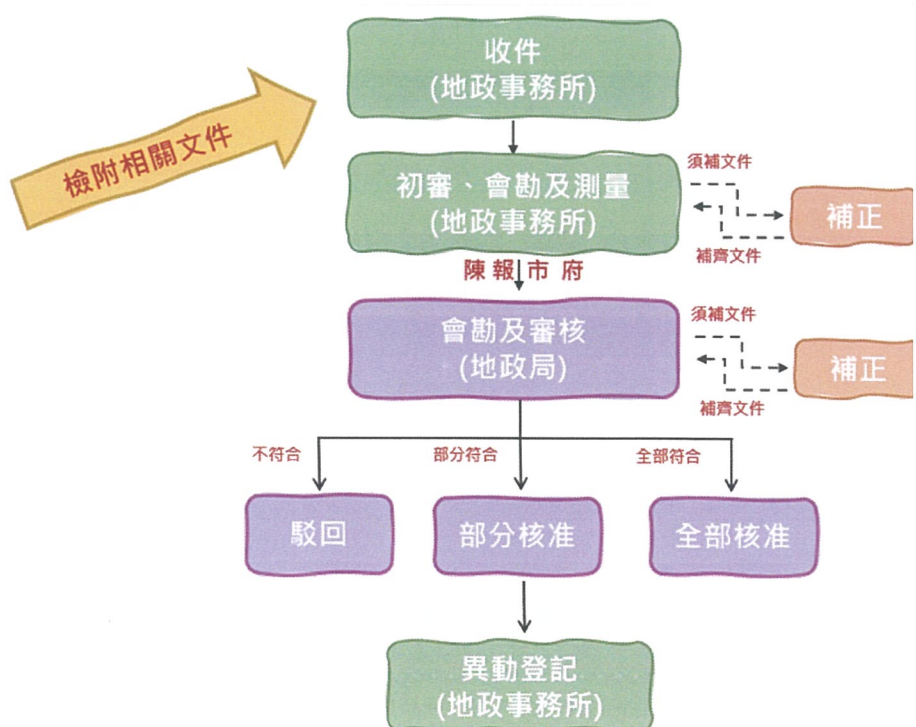 收件
(地政事務所)
檢附相關文件
初審、會勘及測量
(地政事務所)
須補文件
補正
補齊文件
陳報市府
會勘及審核
(地政局)
須補文件
補正
補齊文件
不符合
部分符合
全部符合
駁回
部分核准
全部核准
異動登記
(地政事務所)